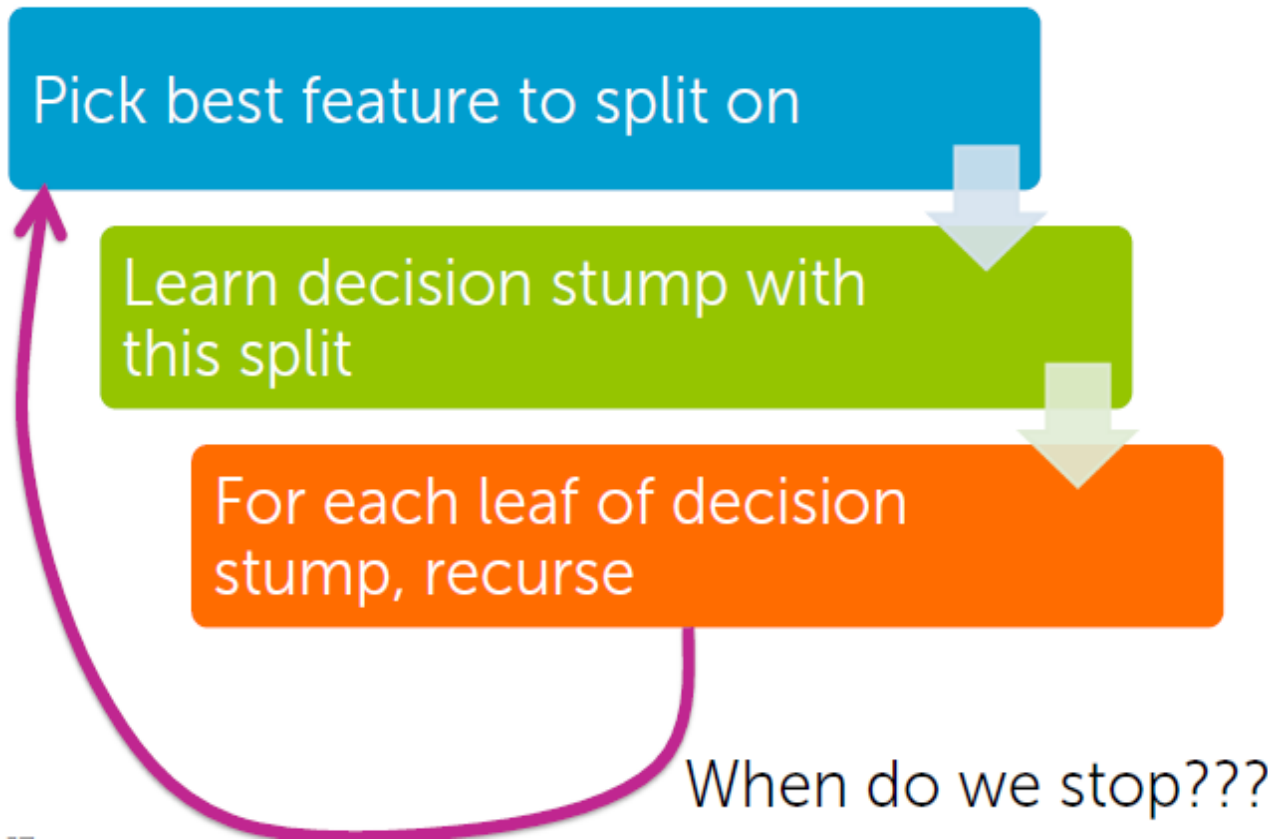 Pick best feature to split on
Learn decision stump with
this split
For each leaf of decision
stump, recurse
When do we stop???